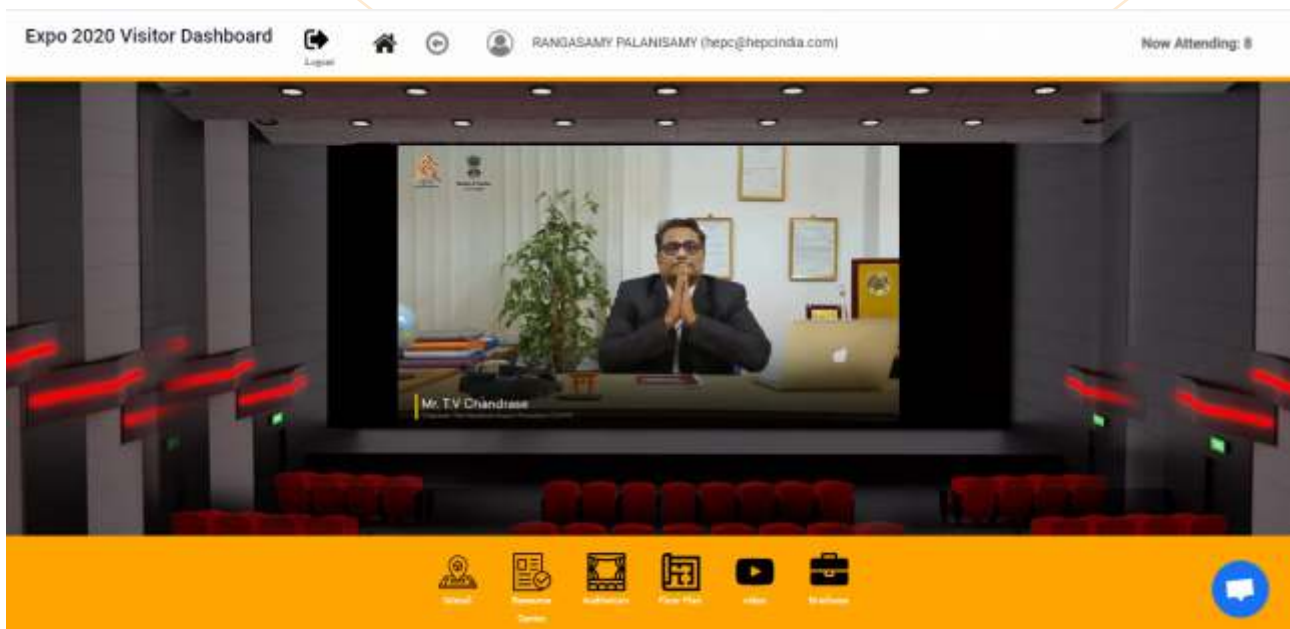 Expo 2020 Visitor Dashboard
Logout
RANGASAMY PALANISAMY (hepc@hepcindia.com)
Now Attending: 8
Mr. T.V Chandrase
Resource
Center
Auditorium
Floor Plan
video
Brochures